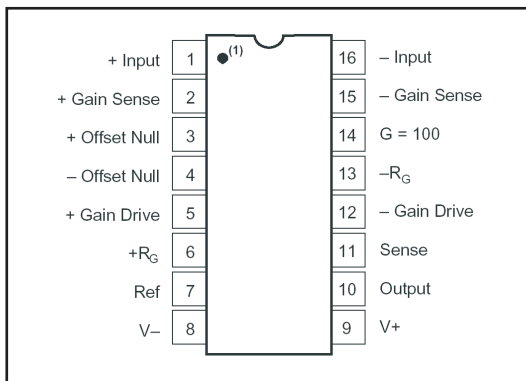 + Input 1 (1) 16 – Input
+ Gain Sense 2 15 – Gain Sense
+ Offset Null 3 14 G = 100
– Offset Null 4 13 –RG
+ Gain Drive 5 12 – Gain Drive
+RG 6 11 Sense
Ref 7 10 Output
V– 8 9 V+